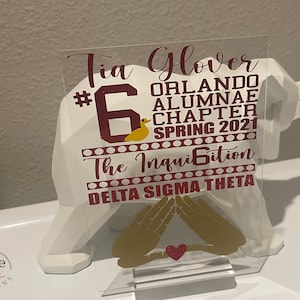 Tia Glover
#6 ORLANDO
ALUMNAE
CHAPTER
SPRING 2021
The Inqui6ition
DELTA SIGMA THETA